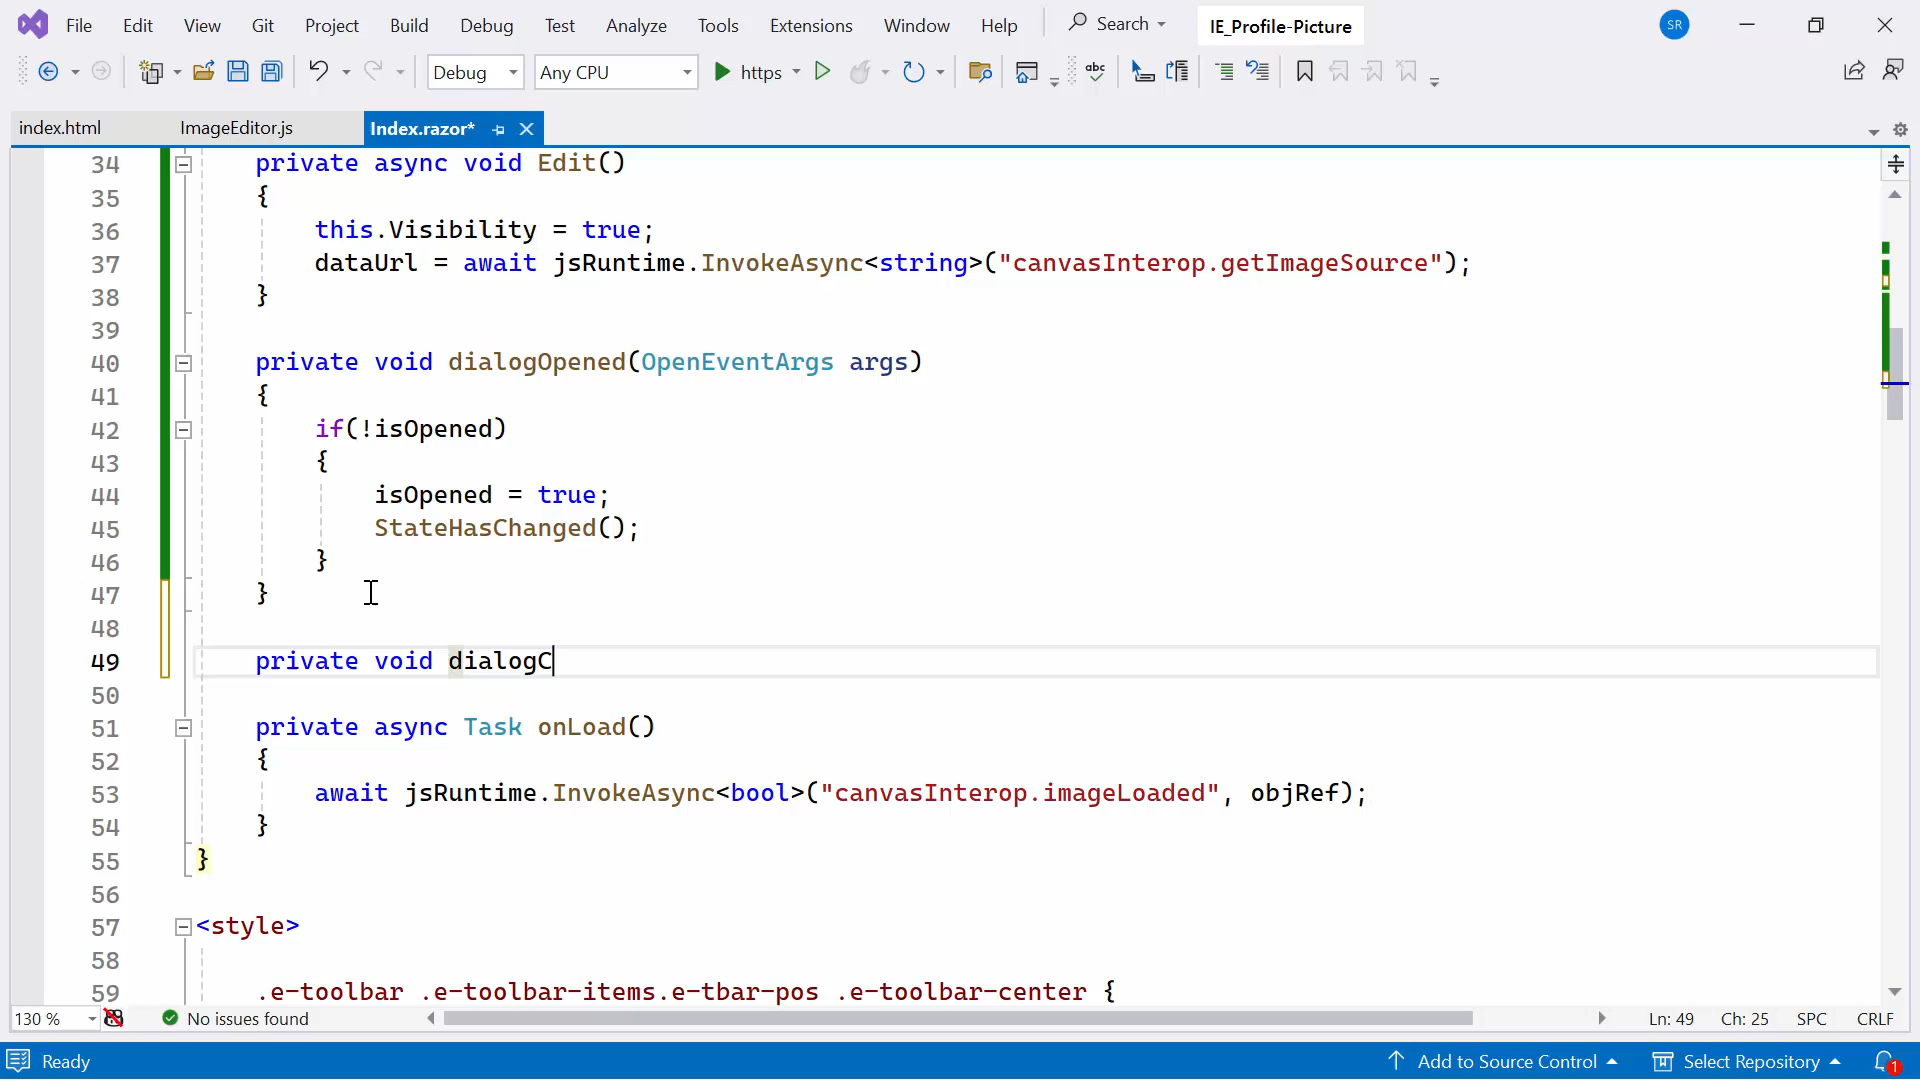 File Edit View Git Project Build Debug Test Analyze Tools Extensions Window Help Search IE_Profile-Picture SR
Debug Any CPU https abc
index.html ImageEditor.js Index.razor*
34 private async void Edit()
35 {
36 this.Visibility = true;
37 dataUrl = await jsRuntime.InvokeAsync<string>("canvasInterop.getImageSource");
38 }
39
40 private void dialogOpened(OpenEventArgs args)
41 {
42 if(!isOpened)
43 {
44 isOpened = true;
45 StateHasChanged();
46 }
47 }
48
49 private void dialogC
50
51 private async Task onLoad()
52 {
53 await jsRuntime.InvokeAsync<bool>("canvasInterop.imageLoaded", objRef);
54 }
55 }
56
57 <style>
58
59 .e-toolbar .e-toolbar-items.e-tbar-pos .e-toolbar-center {
130 % No issues found Ln: 49 Ch: 25 SPC CRLF
Ready Add to Source Control Select Repository 1